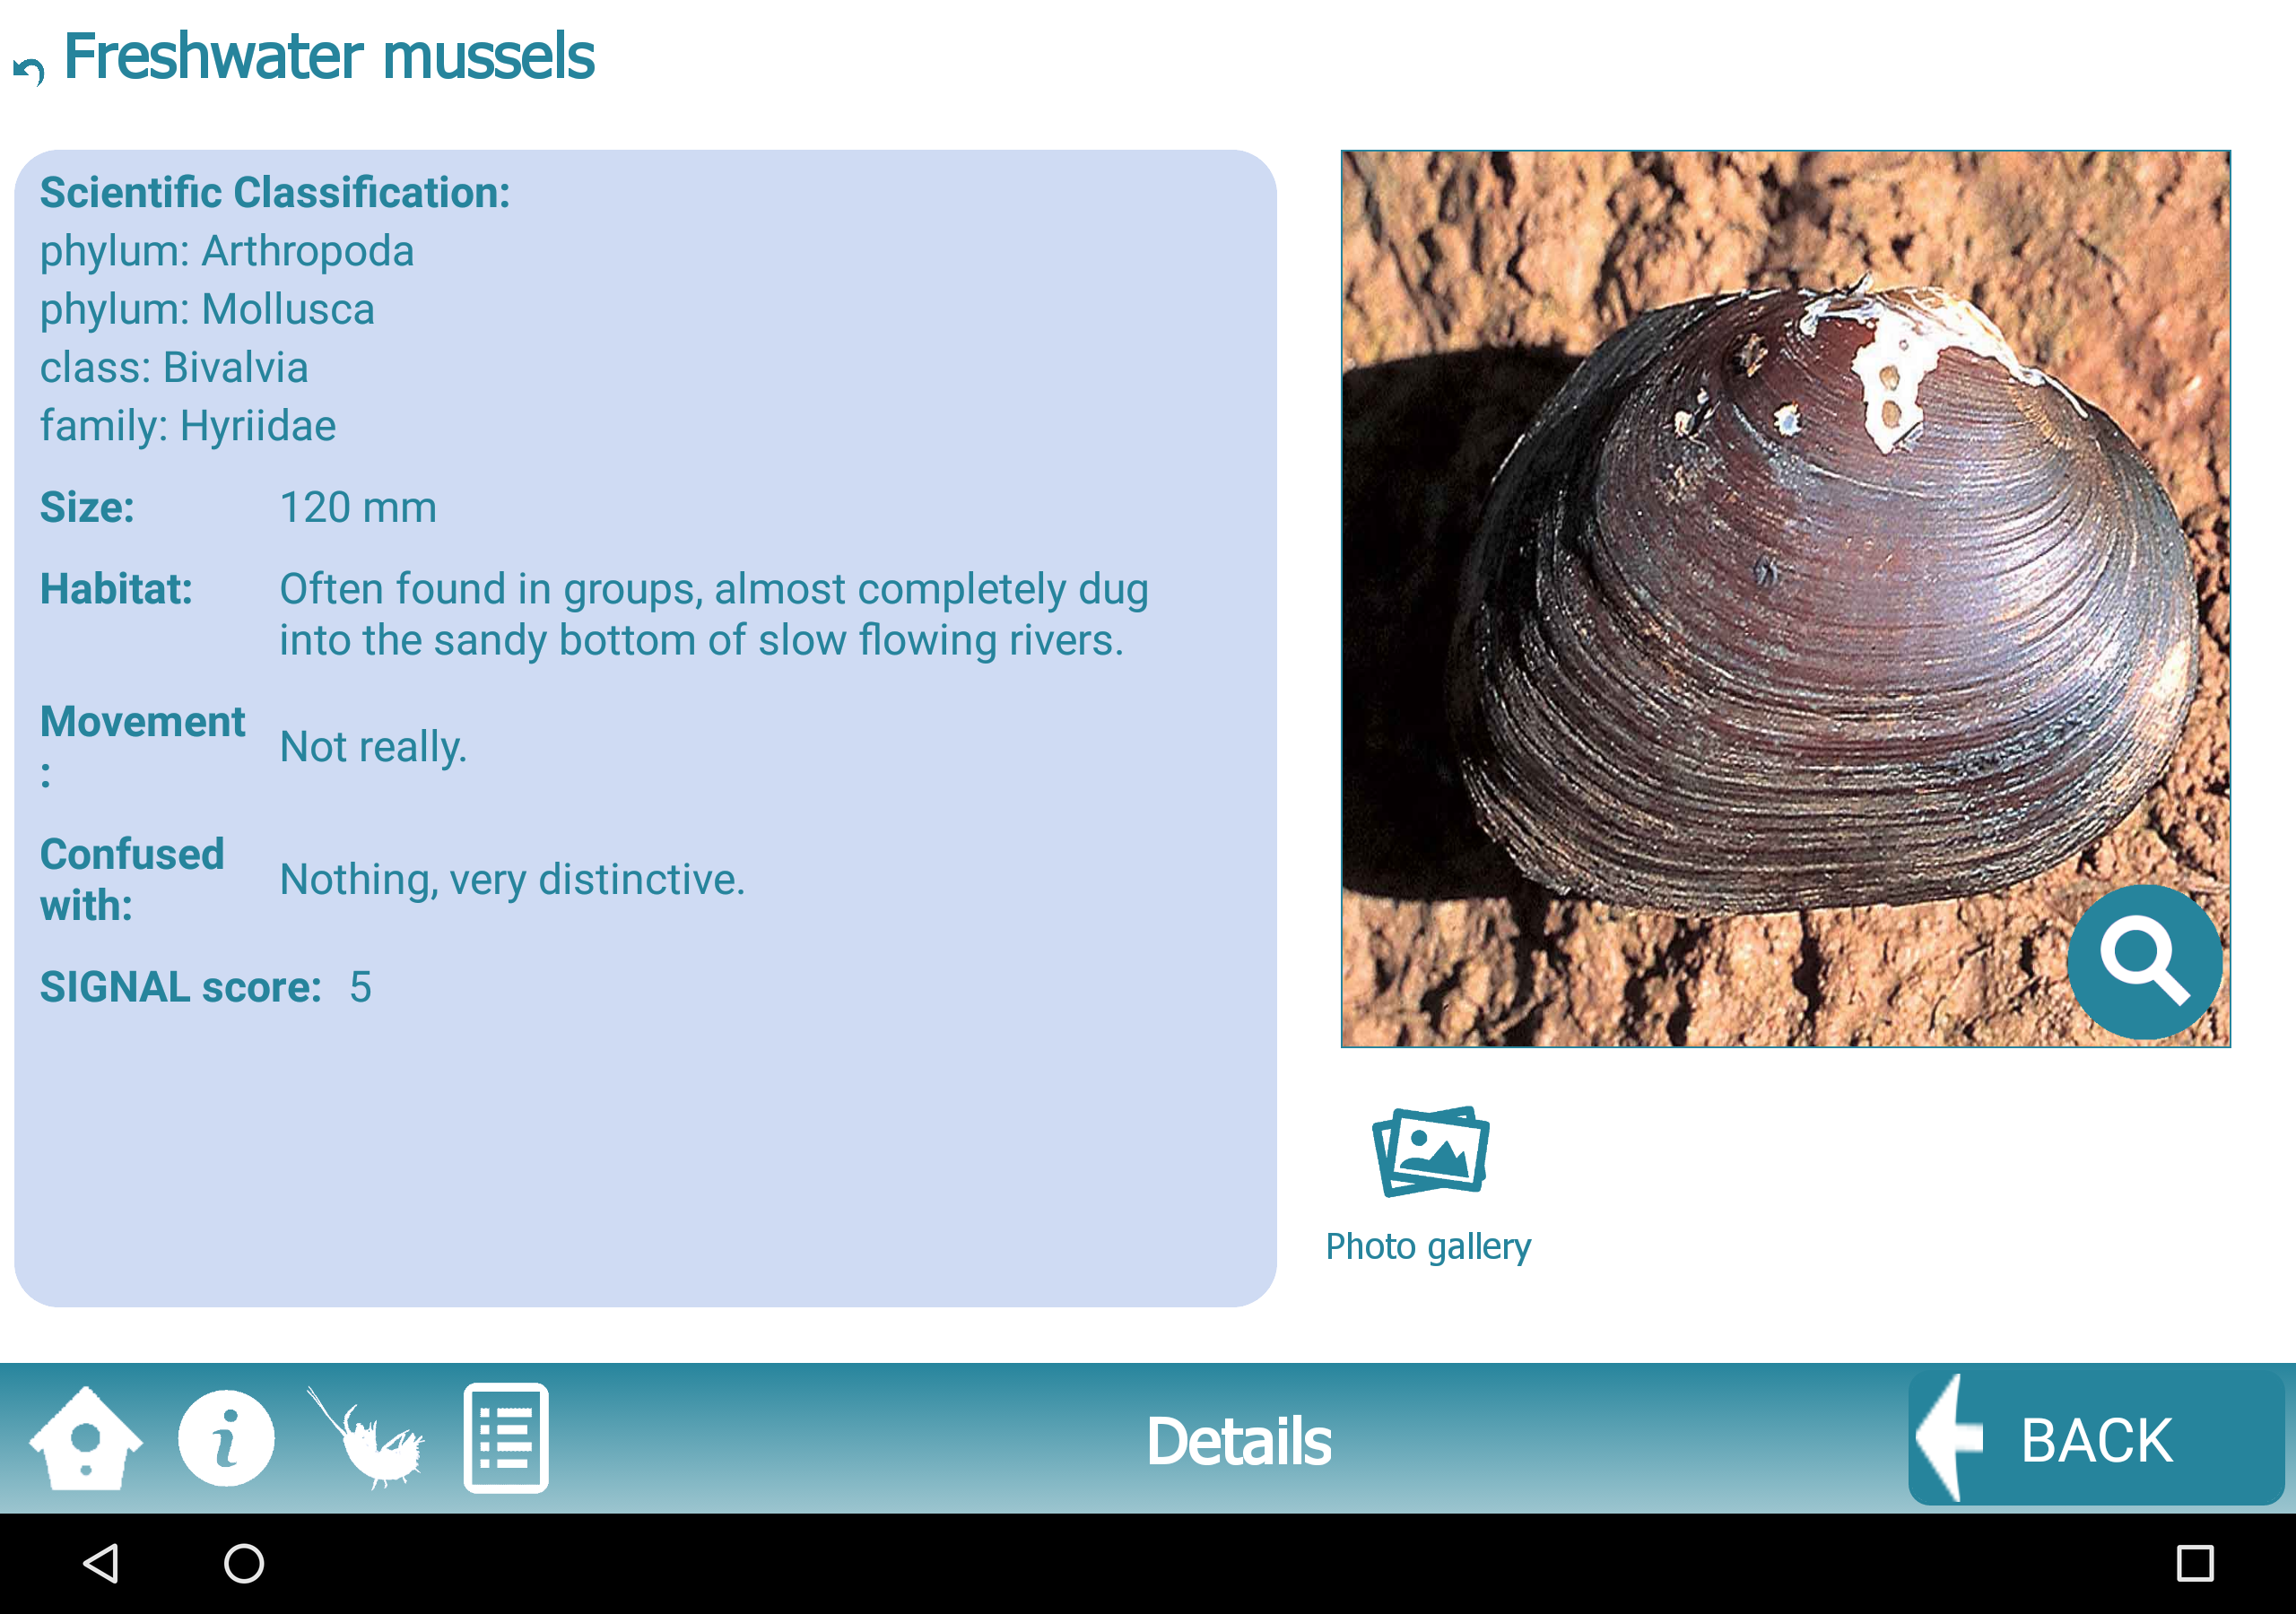 Freshwater mussels
Scientific Classification:
phylum: Arthropoda
phylum: Mollusca
class: Bivalvia
family: Hyriidae
Size: 120 mm
Habitat: Often found in groups, almost completely dug
into the sandy bottom of slow flowing rivers.
Movement
: Not really.
Confused
with: Nothing, very distinctive.
SIGNAL score: 5
Photo gallery
Details
BACK